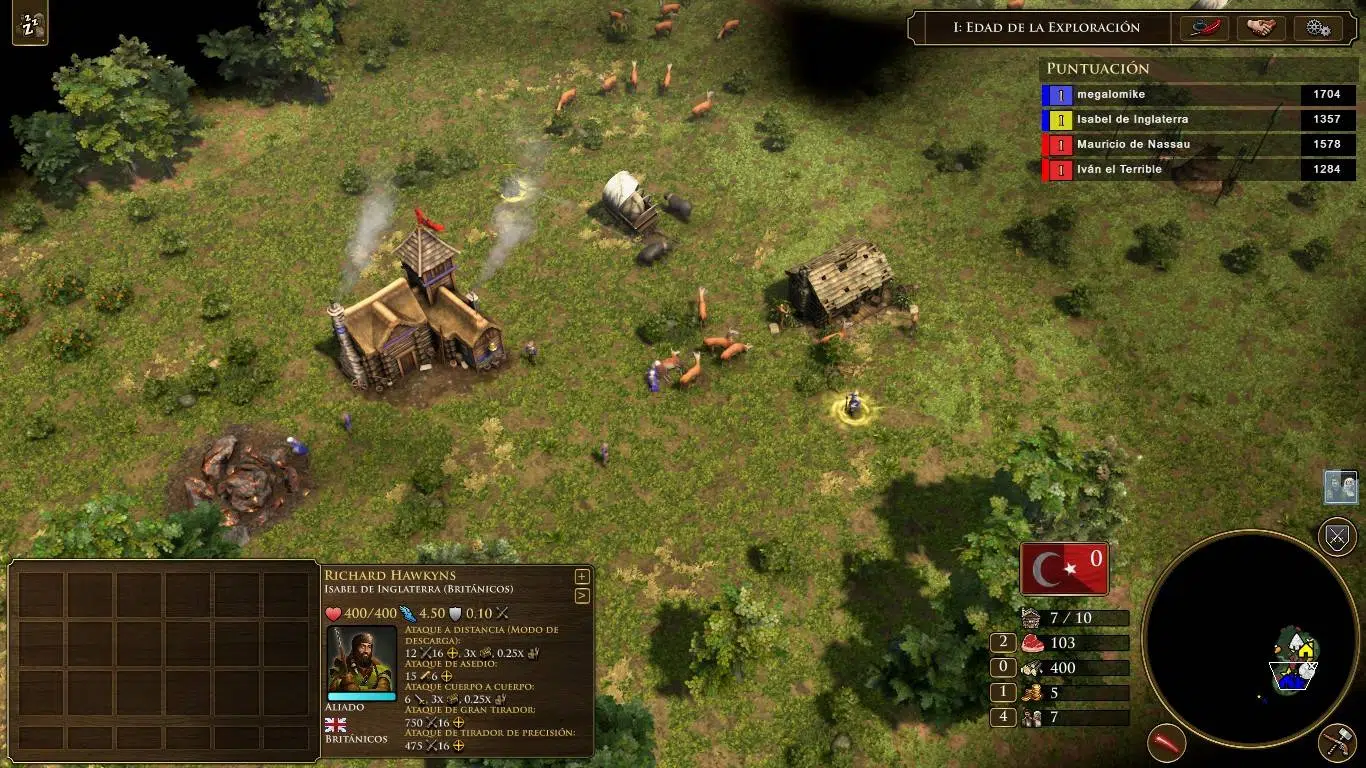 I: Edad de la Exploración
Puntuación
1 megalomike 1704
1 Isabel de Inglaterra 1357
1 Mauricio de Nassau 1578
1 Iván el Terrible 1284
Richard Hawkyns
Isabel de Inglaterra (Británicos)
400/400 4.50 0.10
Ataque a distancia (Modo de
descarga):
12 16, 3x, 0.25x
Ataque de asedio:
15 6
Ataque cuerpo a cuerpo:
6, 3x, 0.25x
Ataque de gran tirador:
750 16
Ataque de tirador de precisión:
475 16
Aliado
Británicos
0
7 / 10
2 103
0 400
1 5
4 7